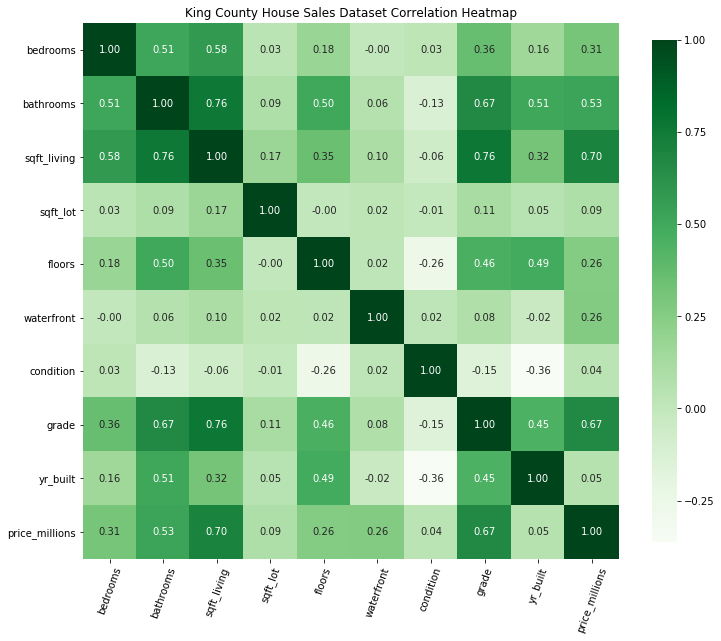 King County House Sales Dataset Correlation Heatmap
bedrooms 1.00 0.51 0.58 0.03 0.18 -0.00 0.03 0.36 0.16 0.31
bathrooms 0.51 1.00 0.76 0.09 0.50 0.06 -0.13 0.67 0.51 0.53
sqft_living 0.58 0.76 1.00 0.17 0.35 0.10 -0.06 0.76 0.32 0.70
sqft_lot 0.03 0.09 0.17 1.00 -0.00 0.02 -0.01 0.11 0.05 0.09
floors 0.18 0.50 0.35 -0.00 1.00 0.02 -0.26 0.46 0.49 0.26
waterfront -0.00 0.06 0.10 0.02 0.02 1.00 0.02 0.08 -0.02 0.26
condition 0.03 -0.13 -0.06 -0.01 -0.26 0.02 1.00 -0.15 -0.36 0.04
grade 0.36 0.67 0.76 0.11 0.46 0.08 -0.15 1.00 0.45 0.67
yr_built 0.16 0.51 0.32 0.05 0.49 -0.02 -0.36 0.45 1.00 0.05
price_millions 0.31 0.53 0.70 0.09 0.26 0.26 0.04 0.67 0.05 1.00
bedrooms bathrooms sqft_living sqft_lot floors waterfront condition grade yr_built price_millions
1.00
0.75
0.50
0.25
0.00
−0.25